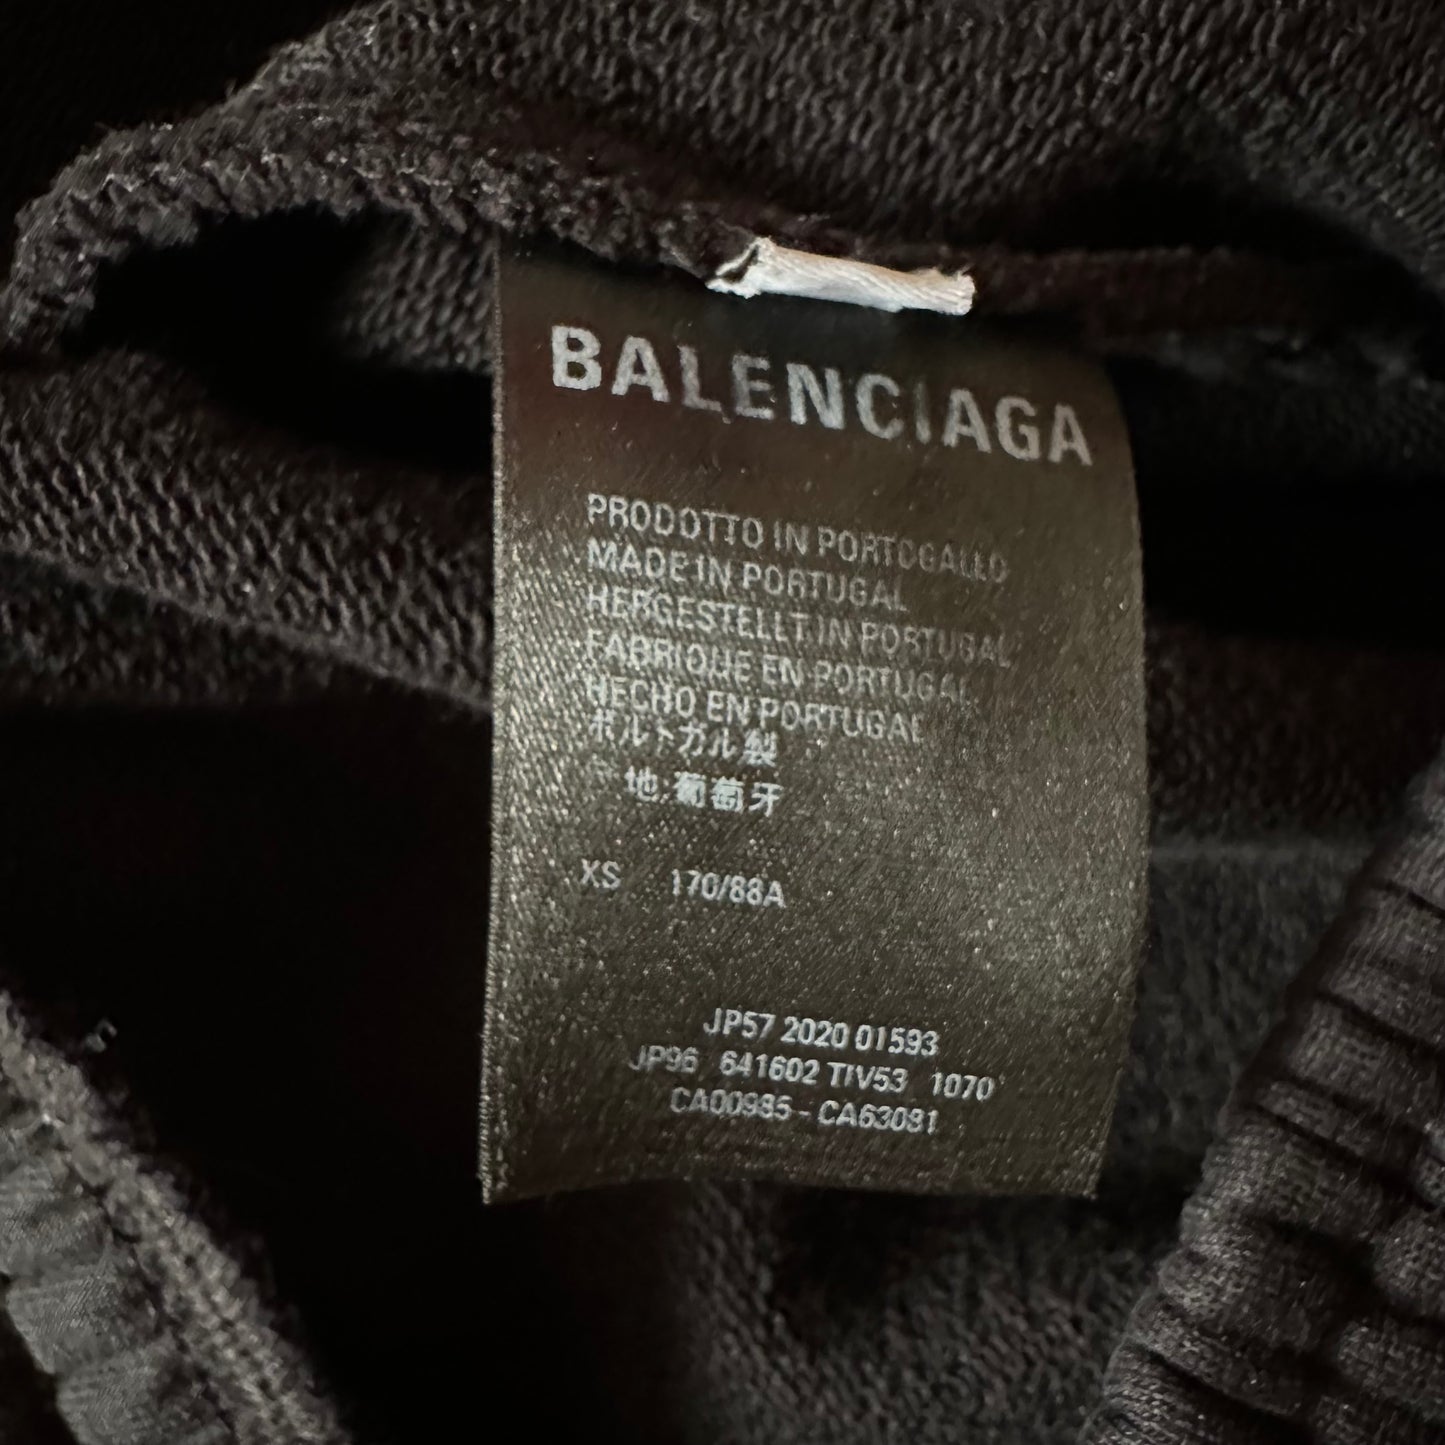 BALENCIAGA
PRODOTTO IN PORTOGALLO
MADE IN PORTUGAL
HERGESTELLT IN PORTUGAL
FABRIQUE EN PORTUGAL
HECHO EN PORTUGAL
ポルトガル製
地:葡萄牙
XS 170/88A
JP57 2020 01593
JP96 641602 TIV53 1070
CA00985 - CA63081